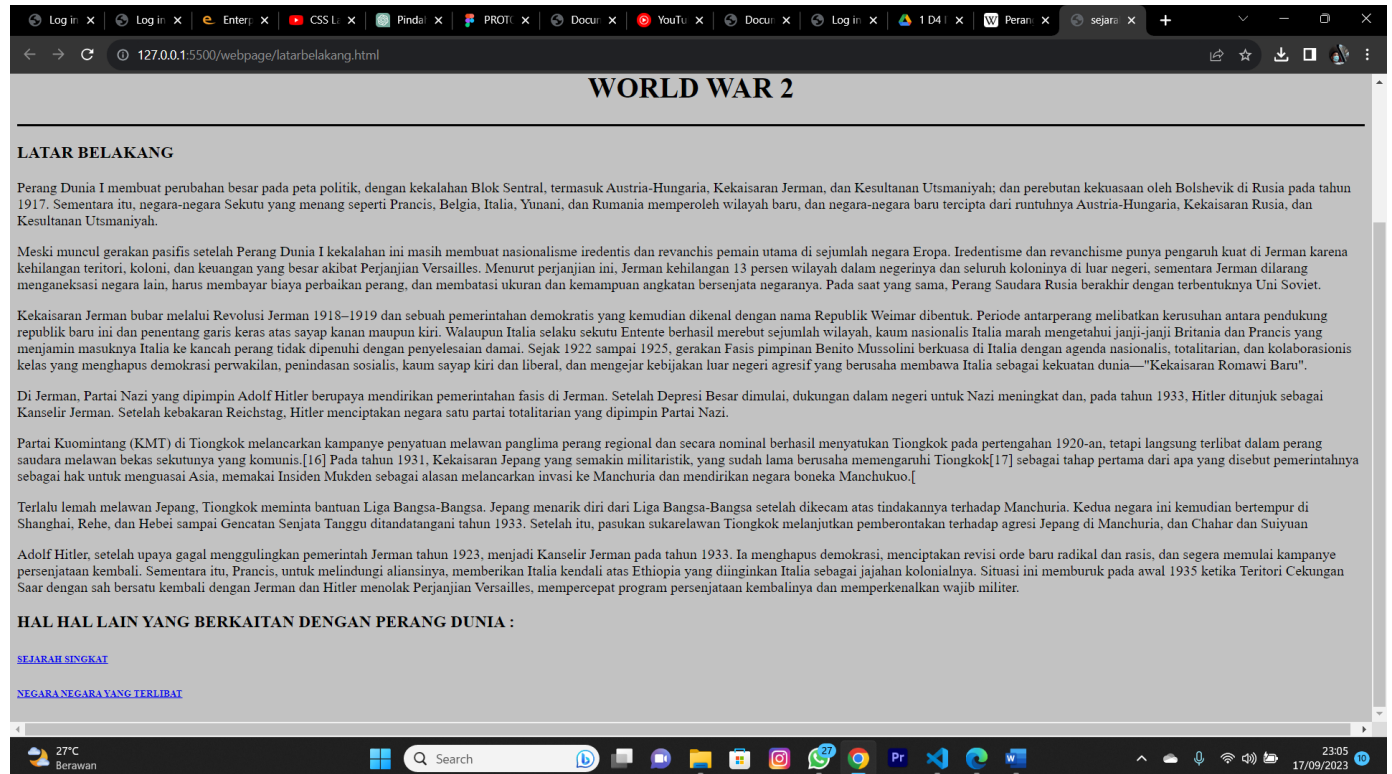 Log in
Log in
Enterp
CSS La
Pindal
PROTO
Docum
YouTu
Docum
Log in
1 D4
Peran
sejara
127.0.0.1:5500/webpage/latarbelakang.html
WORLD WAR 2
LATAR BELAKANG
Perang Dunia I membuat perubahan besar pada peta politik, dengan kekalahan Blok Sentral, termasuk Austria-Hungaria, Kekaisaran Jerman, dan Kesultanan Utsmaniyah; dan perebutan kekuasaan oleh Bolshevik di Rusia pada tahun
1917. Sementara itu, negara-negara Sekutu yang menang seperti Prancis, Belgia, Italia, Yunani, dan Rumania memperoleh wilayah baru, dan negara-negara baru tercipta dari runtuhnya Austria-Hungaria, Kekaisaran Rusia, dan
Kesultanan Utsmaniyah.
Meski muncul gerakan pasifis setelah Perang Dunia I kekalahan ini masih membuat nasionalisme iredentis dan revanchis pemain utama di sejumlah negara Eropa. Iredentisme dan revanchisme punya pengaruh kuat di Jerman karena
kehilangan teritori, koloni, dan keuangan yang besar akibat Perjanjian Versailles. Menurut perjanjian ini, Jerman kehilangan 13 persen wilayah dalam negerinya dan seluruh koloninya di luar negeri, sementara Jerman dilarang
menganeksasi negara lain, harus membayar biaya perbaikan perang, dan membatasi ukuran dan kemampuan angkatan bersenjata negaranya. Pada saat yang sama, Perang Saudara Rusia berakhir dengan terbentuknya Uni Soviet.
Kekaisaran Jerman bubar melalui Revolusi Jerman 1918–1919 dan sebuah pemerintahan demokratis yang kemudian dikenal dengan nama Republik Weimar dibentuk. Periode antarperang melibatkan kerusuhan antara pendukung
republik baru ini dan penentang garis keras atas sayap kanan maupun kiri. Walaupun Italia selaku sekutu Entente berhasil merebut sejumlah wilayah, kaum nasionalis Italia marah mengetahui janji-janji Britania dan Prancis yang
menjamin masuknya Italia ke kancah perang tidak dipenuhi dengan penyelesaian damai. Sejak 1922 sampai 1925, gerakan Fasis pimpinan Benito Mussolini berkuasa di Italia dengan agenda nasionalis, totalitarian, dan kolaborasionis
kelas yang menghapus demokrasi perwakilan, penindasan sosialis, kaum sayap kiri dan liberal, dan mengejar kebijakan luar negeri agresif yang berusaha membawa Italia sebagai kekuatan dunia—"Kekaisaran Romawi Baru".
Di Jerman, Partai Nazi yang dipimpin Adolf Hitler berupaya mendirikan pemerintahan fasis di Jerman. Setelah Depresi Besar dimulai, dukungan dalam negeri untuk Nazi meningkat dan, pada tahun 1933, Hitler ditunjuk sebagai
Kanselir Jerman. Setelah kebakaran Reichstag, Hitler menciptakan negara satu partai totalitarian yang dipimpin Partai Nazi.
Partai Kuomintang (KMT) di Tiongkok melancarkan kampanye penyatuan melawan panglima perang regional dan secara nominal berhasil menyatukan Tiongkok pada pertengahan 1920-an, tetapi langsung terlibat dalam perang
saudara melawan bekas sekutunya yang komunis.[16] Pada tahun 1931, Kekaisaran Jepang yang semakin militaristik, yang sudah lama berusaha memengaruhi Tiongkok[17] sebagai tahap pertama dari apa yang disebut pemerintahnya
sebagai hak untuk menguasai Asia, memakai Insiden Mukden sebagai alasan melancarkan invasi ke Manchuria dan mendirikan negara boneka Manchukuo.[
Terlalu lemah melawan Jepang, Tiongkok meminta bantuan Liga Bangsa-Bangsa. Jepang menarik diri dari Liga Bangsa-Bangsa setelah dikecam atas tindakannya terhadap Manchuria. Kedua negara ini kemudian bertempur di
Shanghai, Rehe, dan Hebei sampai Gencatan Senjata Tanggu ditandatangani tahun 1933. Setelah itu, pasukan sukarelawan Tiongkok melanjutkan pemberontakan terhadap agresi Jepang di Manchuria, dan Chahar dan Suiyuan
Adolf Hitler, setelah upaya gagal menggulingkan pemerintah Jerman tahun 1923, menjadi Kanselir Jerman pada tahun 1933. Ia menghapus demokrasi, menciptakan revisi orde baru radikal dan rasis, dan segera memulai kampanye
persenjataan kembali. Sementara itu, Prancis, untuk melindungi aliansinya, memberikan Italia kendali atas Ethiopia yang diinginkan Italia sebagai jajahan kolonialnya. Situasi ini memburuk pada awal 1935 ketika Teritori Cekungan
Saar dengan sah bersatu kembali dengan Jerman dan Hitler menolak Perjanjian Versailles, mempercepat program persenjataan kembalinya dan memperkenalkan wajib militer.
HAL HAL LAIN YANG BERKAITAN DENGAN PERANG DUNIA :
SEJARAH SINGKAT
NEGARA NEGARA YANG TERLIBAT
27°C
Berawan
Search
27
Pr
23:05
17/09/2023
10